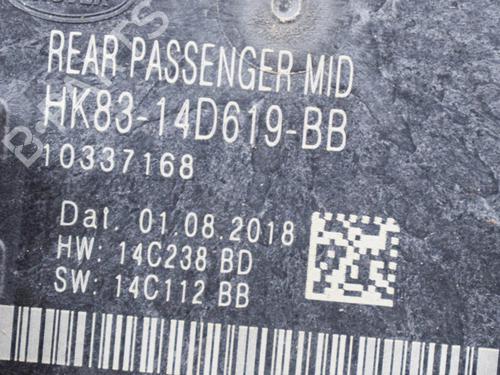 REAR PASSENGER MID
HK83-14D619-BB
10337168
Dat. 01.08.2018
HW: 14C238 BD
SW: 14C112 BB